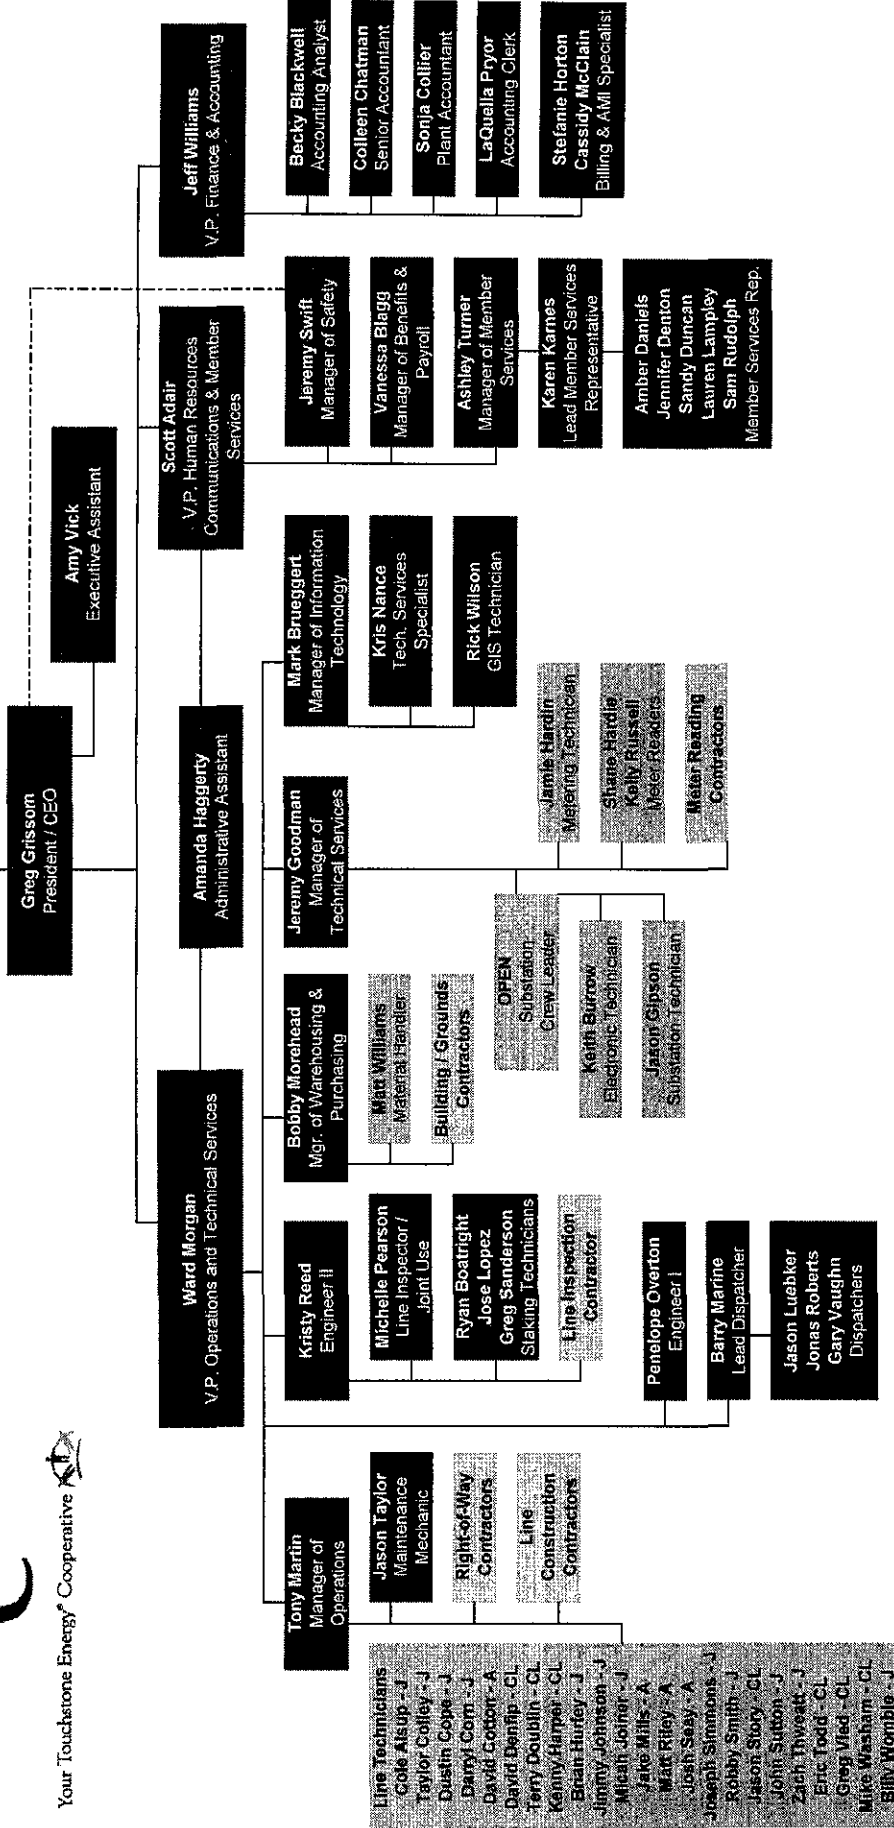 Your Touchstone Energy® Cooperative
Greg Grissom
President / CEO
Amy Vick
Executive Assistant
Ward Morgan
V.P. Operations and Technical Services
Amanda Haggerty
Administrative Assistant
Scott Adair
V.P. Human Resources
Communications & Member
Services
Jeff Williams
V.P. Finance & Accounting
Tony Martin
Manager of
Operations
Jason Taylor
Maintenance
Mechanic
Right-of-Way
Contractors
Line
Construction
Contractors
Line Technicians
Cole Alsup - J
Taylor Colley - J
Dustin Cope - J
Darryl Corn - J
David Cotton - A
David Denfip - CL
Terry Doublin - CL
Kenny Harper - CL
Brian Hurley - J
Jimmy Johnson - J
Micah Joiner - J
Jake Mills - A
Matt Riley - A
Josh Seay - A
Joseph Simmons - J
Robby Smith - J
Jason Story - CL
John Sutton - J
Zach Thweatt - J
Eric Todd - CL
Greg Vied - CL
Mike Washam - CL
Billy Womble - J
Kristy Reed
Engineer II
Michelle Pearson
Line Inspector /
Joint Use
Ryan Boatright
Jose Lopez
Greg Sanderson
Staking Technicians
Line Inspection
Contractor
Penelope Overton
Engineer I
Barry Marine
Lead Dispatcher
Jason Luebker
Jonas Roberts
Gary Vaughn
Dispatchers
Bobby Morehead
Mgr. of Warehousing &
Purchasing
Matt Williams
Material Handler
Building / Grounds
Contractors
Jeremy Goodman
Manager of
Technical Services
OPEN
Substation
Crew Leader
Keith Burrow
Electronic Technician
Jason Gipson
Substation Technician
Jamie Hardin
Metering Technician
Shane Hardie
Kelly Russell
Meter Readers
Meter Reading
Contractors
Mark Brueggert
Manager of Information
Technology
Kris Nance
Tech. Services
Specialist
Rick Wilson
GIS Technician
Jeremy Swift
Manager of Safety
Vanessa Blagg
Manager of Benefits &
Payroll
Ashley Turner
Manager of Member
Services
Karen Karnes
Lead Member Services
Representative
Amber Daniels
Jennifer Denton
Sandy Duncan
Lauren Lampley
Sam Rudolph
Member Services Rep.
Becky Blackwell
Accounting Analyst
Colleen Chatman
Senior Accountant
Sonja Collier
Plant Accountant
LaQuella Pryor
Accounting Clerk
Stefanie Horton
Cassidy McClain
Billing & AMI Specialist